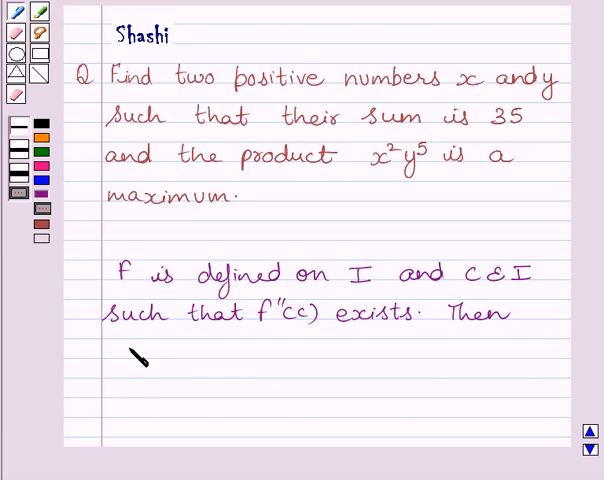 Shashi
Q Find two positive numbers x and y
such that their sum is 35
and the product x²y⁵ is a
maximum.
f is defined on I and c ε I
such that f"(c) exists. Then